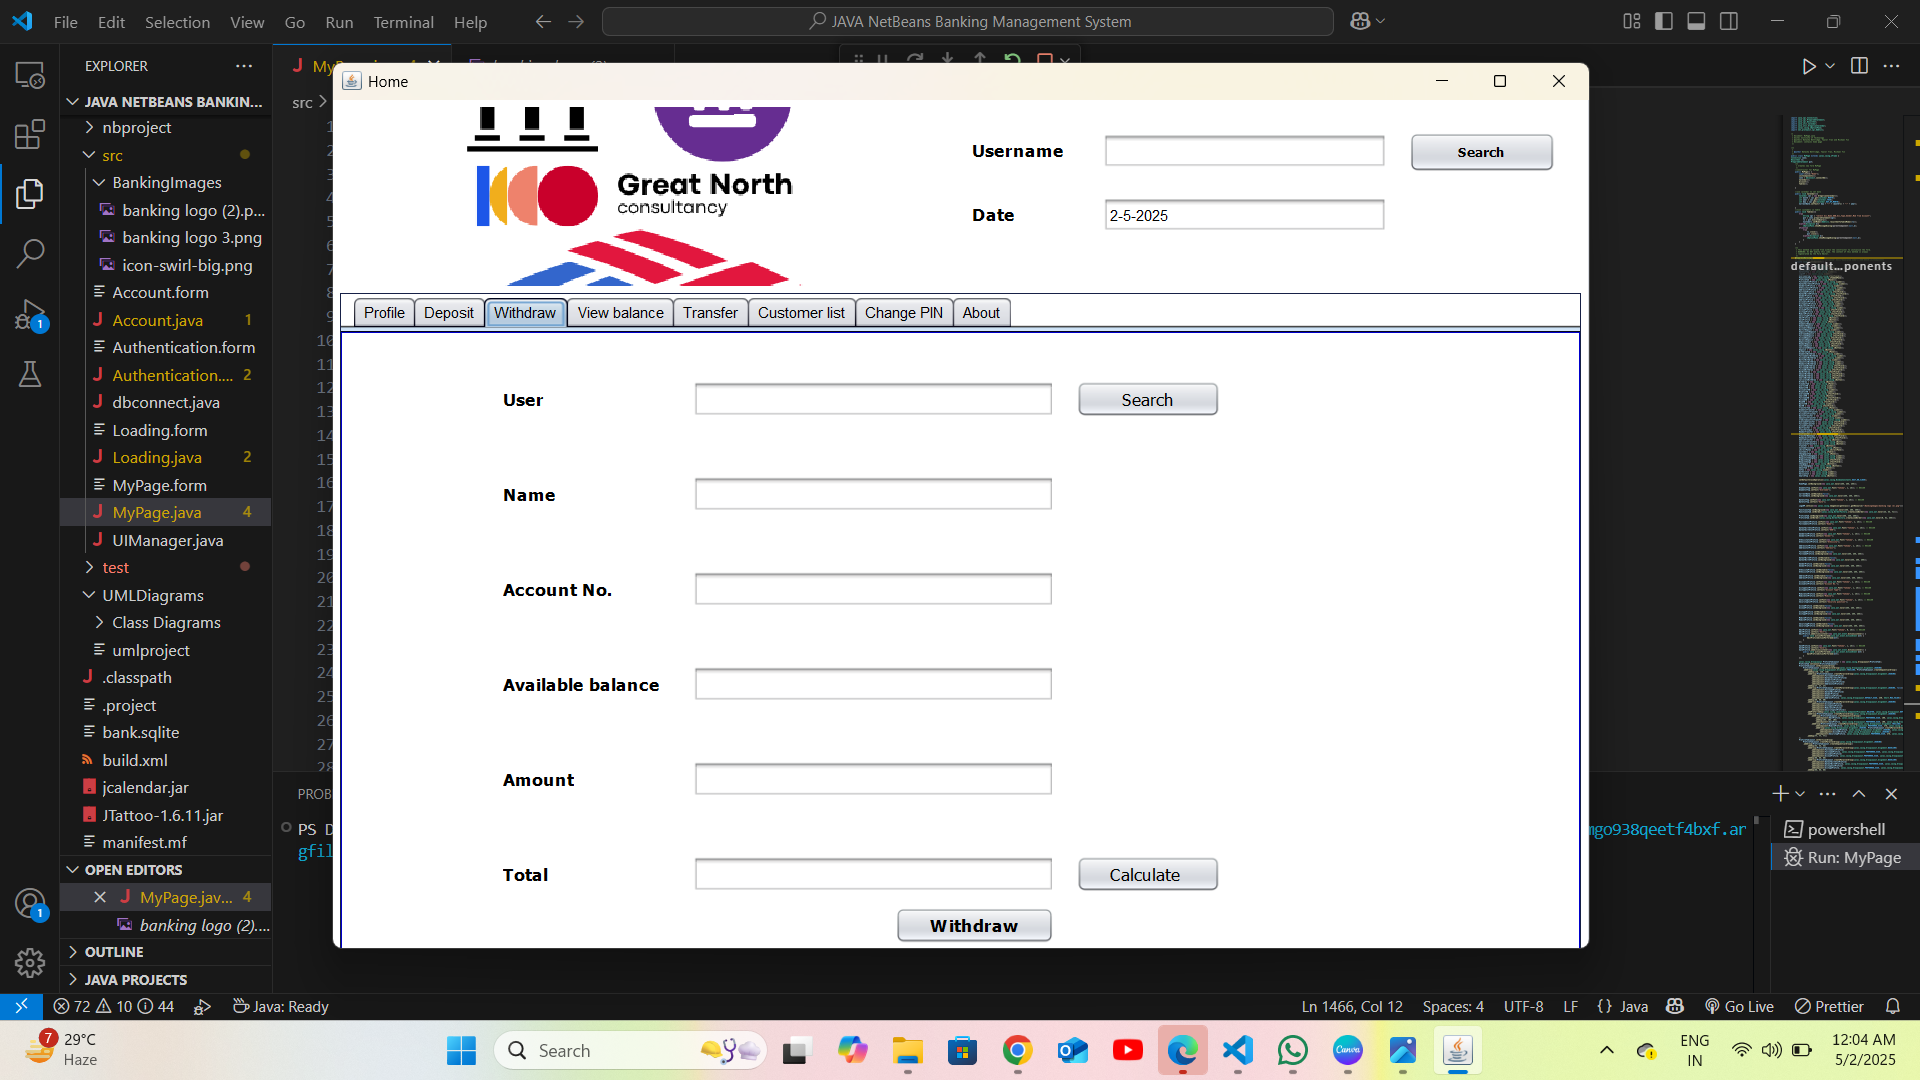 File Edit Selection View Go Run Terminal Help
JAVA NetBeans Banking Management System
EXPLORER
JAVA NETBEANS BANKIN...
nbproject
src
BankingImages
banking logo (2).p...
banking logo 3.png
icon-swirl-big.png
Account.form
Account.java 1
Authentication.form
Authentication.... 2
dbconnect.java
Loading.form
Loading.java 2
MyPage.form
MyPage.java 4
UIManager.java
test
UMLDiagrams
Class Diagrams
umlproject
.classpath
.project
bank.sqlite
build.xml
jcalendar.jar
JTattoo-1.6.11.jar
manifest.mf
OPEN EDITORS
MyPage.jav... 4
banking logo (2)....
OUTLINE
JAVA PROJECTS
src
Home
Great North
consultancy
Username
Search
Date
2-5-2025
Profile Deposit Withdraw View balance Transfer Customer list Change PIN About
User
Search
Name
Account No.
Available balance
Amount
Total
Calculate
Withdraw
default...ponents
PROB
PS D
mgo938qeetf4bxf.ar
gfil
powershell
Run: MyPage
72 10 44 Java: Ready
Ln 1466, Col 12 Spaces: 4 UTF-8 LF {} Java Go Live Prettier
7
29°C
Haze
Search
Canva
ENG
IN
12:04 AM
5/2/2025